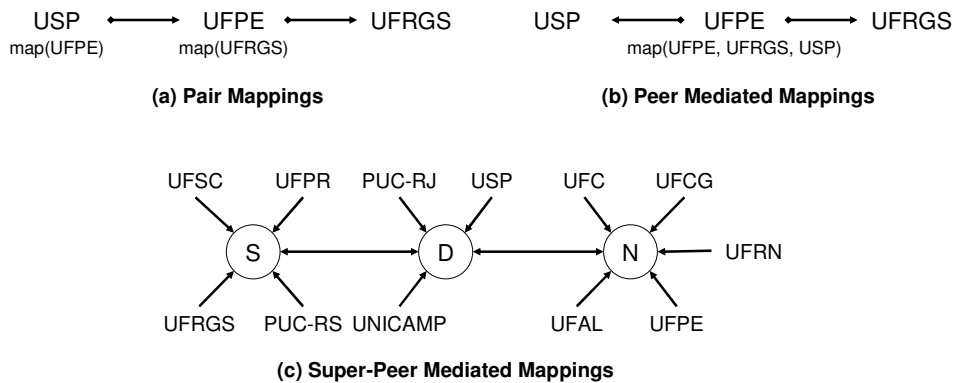 USP UFPE UFRGS
map(UFPE) map(UFRGS)
(a) Pair Mappings
USP UFPE UFRGS
map(UFPE, UFRGS, USP)
(b) Peer Mediated Mappings
UFSC UFPR PUC-RJ USP UFC UFCG
S D N UFRN
UFRGS PUC-RS UNICAMP UFAL UFPE
(c) Super-Peer Mediated Mappings